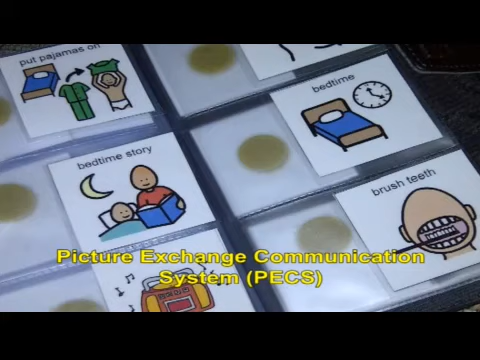 put pajamas on
bedtime
bedtime story
brush teeth
Picture Exchange Communication
System (PECS)